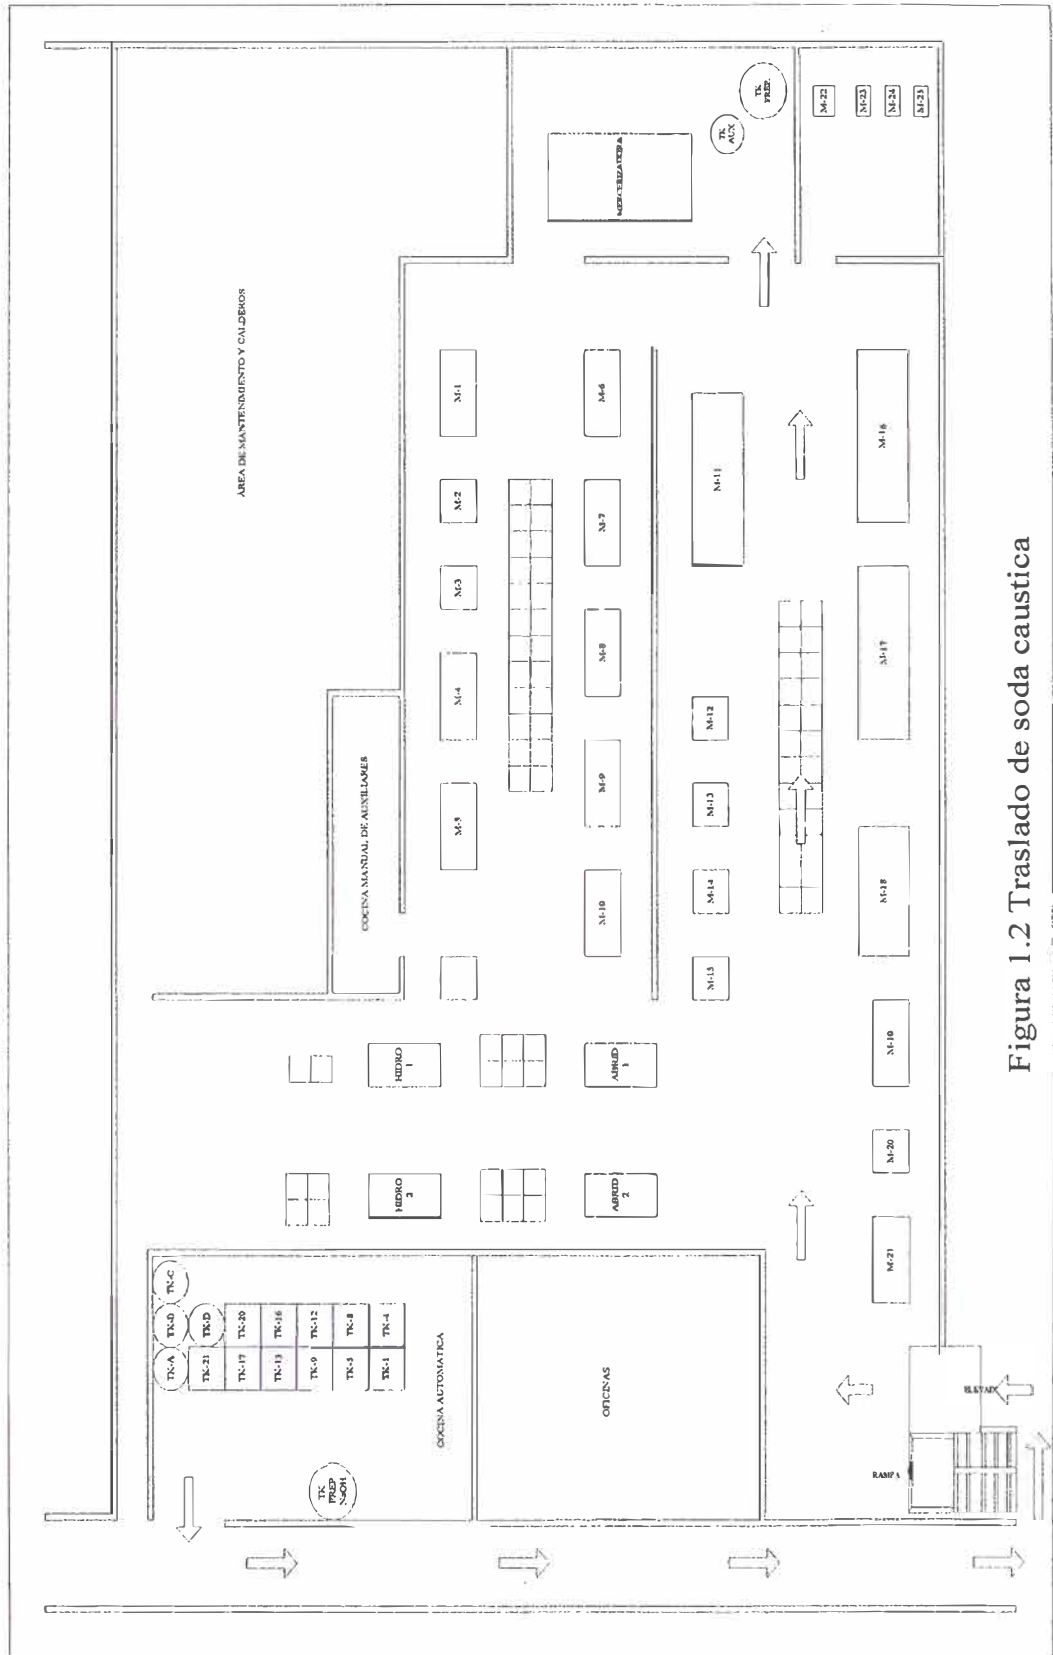 ÁREA DE MANTENIMIENTO Y CALDEROS
COCINA MANUAL DE AUXILIARES
MERCERIZADORA
TK
AUX
TK
PREP.
M-22
M-23
M-24
M-25
M-1
M-2
M-3
M-4
M-5
M-6
M-7
M-8
M-9
M-10
M-11
M-12
M-13
M-14
M-15
M-16
M-17
M-18
M-19
M-20
M-21
HIDRO
1
HIDRO
2
ABRID
1
ABRID
2
TK-A
TK-B
TK-C
TK-D
TK-21
TK-17
TK-20
TK-13
TK-16
TK-9
TK-12
TK-5
TK-8
TK-1
TK-4
TK
PREP
NaOH
COCINA AUTOMATICA
OFICINAS
RAMPA
Figura 1.2 Traslado de soda caustica